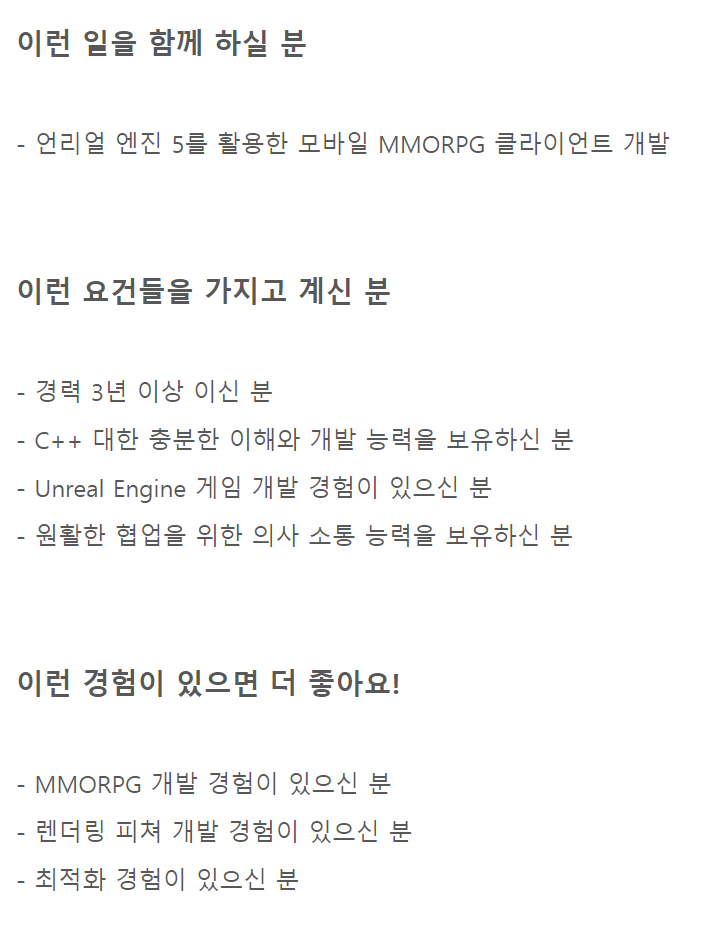 이런 일을 함께 하실 분
- 언리얼 엔진 5를 활용한 모바일 MMORPG 클라이언트 개발
이런 요건들을 가지고 계신 분
- 경력 3년 이상 이신 분
- C++ 대한 충분한 이해와 개발 능력을 보유하신 분
- Unreal Engine 게임 개발 경험이 있으신 분
- 원활한 협업을 위한 의사 소통 능력을 보유하신 분
이런 경험이 있으면 더 좋아요!
- MMORPG 개발 경험이 있으신 분
- 렌더링 피쳐 개발 경험이 있으신 분
- 최적화 경험이 있으신 분